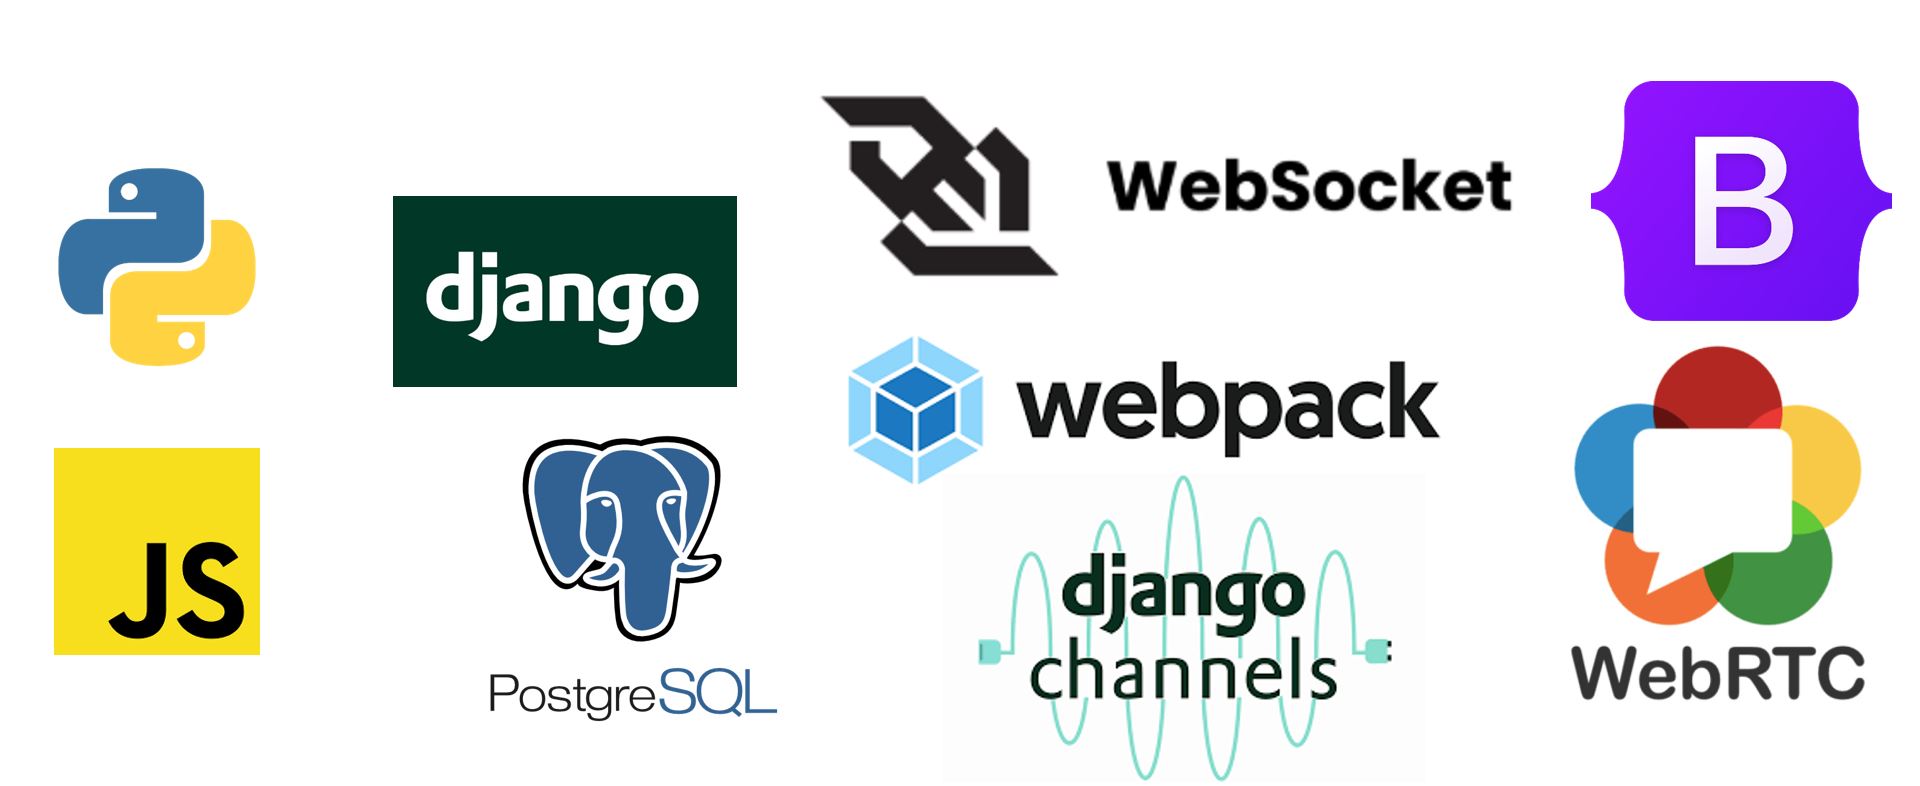 django
JS
PostgreSQL
WebSocket
webpack
django
channels
B
WebRTC